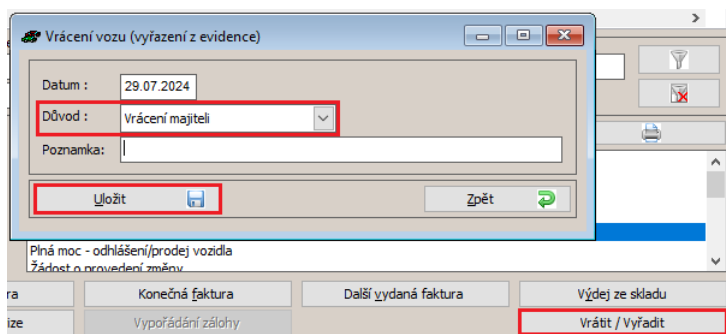 Vrácení vozu (vyřazení z evidence)
Datum :
29.07.2024
Důvod :
Vrácení majiteli
Poznamka:
Uložit
Zpět
Plná moc - odhlášení/prodej vozidla
Žádost o provedení změny
ra
Konečná faktura
Další vydaná faktura
Výdej ze skladu
ize
Vypořádání zálohy
Vrátit / Vyřadit